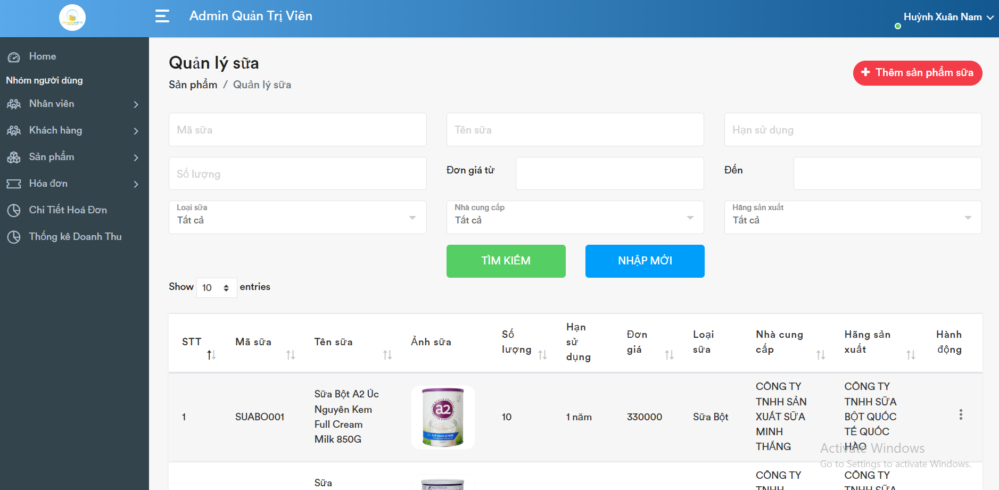 Admin Quản Trị Viên
Huỳnh Xuân Nam
Home
Nhóm người dùng
Nhân viên
Khách hàng
Sản phẩm
Hóa đơn
Chi Tiết Hoá Đơn
Thống kê Doanh Thu
Quản lý sữa
Sản phẩm / Quản lý sữa
Thêm sản phẩm sữa
Mã sữa
Tên sữa
Hạn sử dụng
Số lượng
Đơn giá từ
Đến
Loại sữa
Tất cả
Nhà cung cấp
Tất cả
Hãng sản xuất
Tất cả
TÌM KIẾM
NHẬP MỚI
Show 10 entries
STT
Mã sữa
Tên sữa
Ảnh sữa
Số
lượng
Hạn
sử
dụng
Đơn
giá
Loại
sữa
Nhà cung
cấp
Hãng sản
xuất
Hành
động
1
SUABO001
Sữa Bột A2 Úc
Nguyên Kem
Full Cream
Milk 850G
a2
Full cream a2 Milk
10
1 năm
330000
Sữa Bột
CÔNG TY
TNHH SẢN
XUẤT SỮA
MINH
THẮNG
CÔNG TY
TNHH SỮA
BỘT QUỐC
TẾ QUỐC
HÀO
Activate Windows
Go to Settings to activate Windows.
Sữa
NUTRICIA
CÔNG TY
TNHH
CÔNG TY
TNHH SỮA